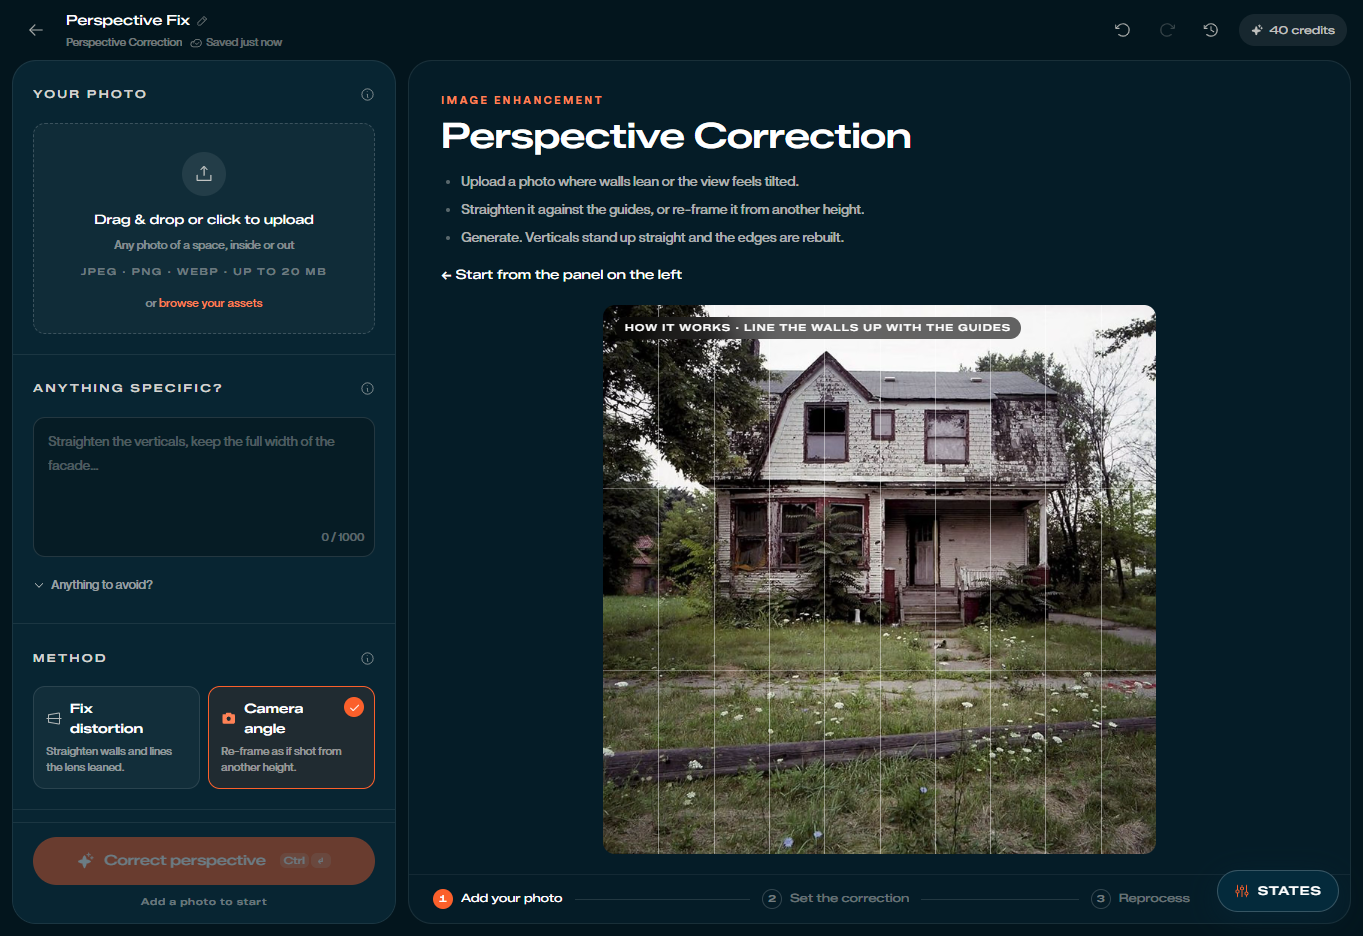 Perspective Fix
Perspective Correction Saved just now
40 credits
YOUR PHOTO
Drag & drop or click to upload
Any photo of a space, inside or out
JPEG · PNG · WEBP · UP TO 20 MB
or browse your assets
ANYTHING SPECIFIC?
Straighten the verticals, keep the full width of the
facade...
0 / 1000
Anything to avoid?
METHOD
Fix
distortion
Straighten walls and lines
the lens leaned.
Camera
angle
Re-frame as if shot from
another height.
Correct perspective Ctrl
Add a photo to start
IMAGE ENHANCEMENT
Perspective Correction
• Upload a photo where walls lean or the view feels tilted.
• Straighten it against the guides, or re-frame it from another height.
• Generate. Verticals stand up straight and the edges are rebuilt.
← Start from the panel on the left
HOW IT WORKS · LINE THE WALLS UP WITH THE GUIDES
1 Add your photo
2 Set the correction
3 Reprocess
STATES